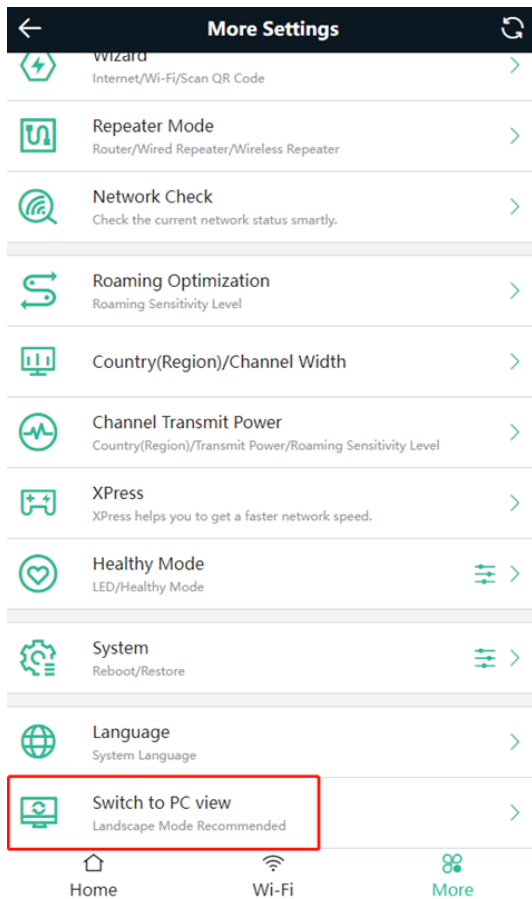 More Settings
Wizard
Internet/Wi-Fi/Scan QR Code
Repeater Mode
Router/Wired Repeater/Wireless Repeater
Network Check
Check the current network status smartly.
Roaming Optimization
Roaming Sensitivity Level
Country(Region)/Channel Width
Channel Transmit Power
Country(Region)/Transmit Power/Roaming Sensitivity Level
XPress
XPress helps you to get a faster network speed.
Healthy Mode
LED/Healthy Mode
System
Reboot/Restore
Language
System Language
Switch to PC view
Landscape Mode Recommended
Home Wi-Fi More